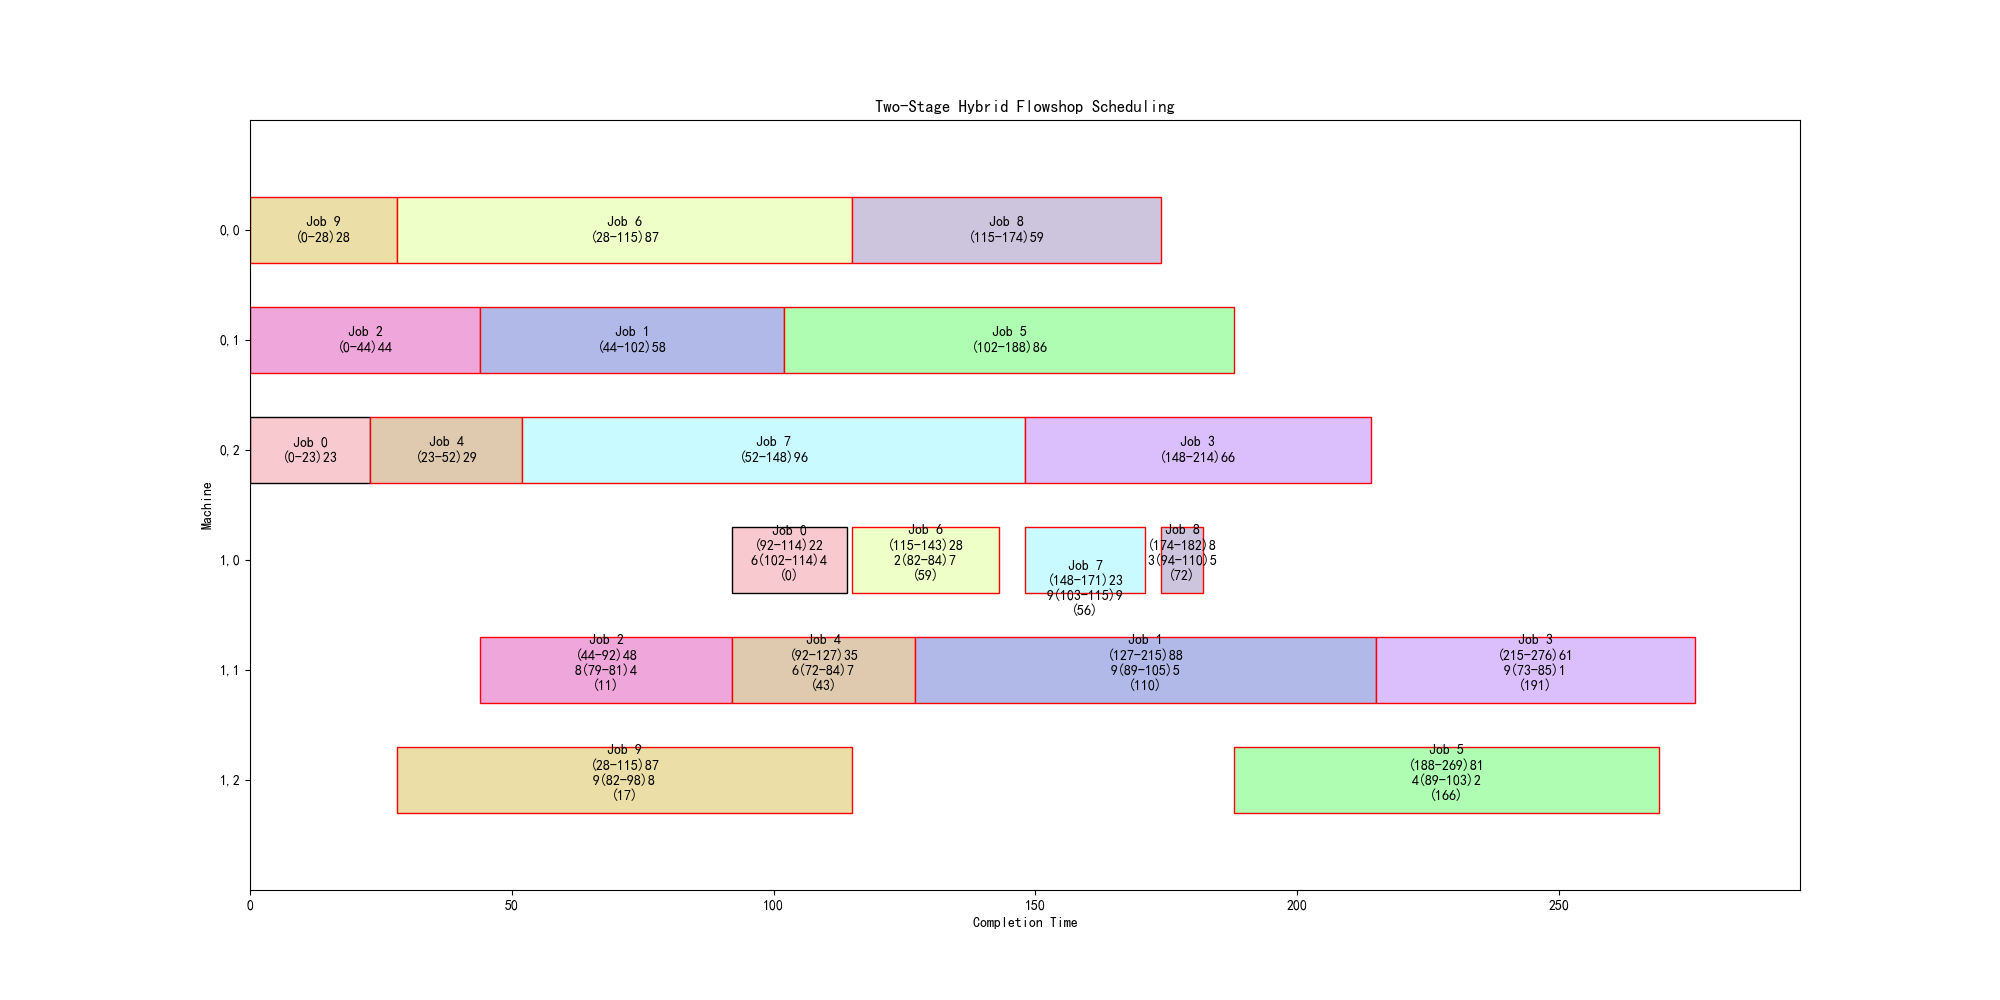 Two-Stage Hybrid Flowshop Scheduling
0,0
Job 9
(0-28)28
Job 6
(28-115)87
Job 8
(115-174)59
0,1
Job 2
(0-44)44
Job 1
(44-102)58
Job 5
(102-188)86
0,2
Job 0
(0-23)23
Job 4
(23-52)29
Job 7
(52-148)96
Job 3
(148-214)66
Machine
1,0
Job 0
(92-114)22
6(102-114)4
(0)
Job 6
(115-143)28
2(82-84)7
(59)
Job 7
(148-171)23
9(103-115)9
(56)
Job 8
(174-182)8
3(94-110)5
(72)
1,1
Job 2
(44-92)48
8(79-81)4
(11)
Job 4
(92-127)35
6(72-84)7
(43)
Job 1
(127-215)88
9(89-105)5
(110)
Job 3
(215-276)61
9(73-85)1
(191)
1,2
Job 9
(28-115)87
9(82-98)8
(17)
Job 5
(188-269)81
4(89-103)2
(166)
0
50
100
150
200
250
Completion Time